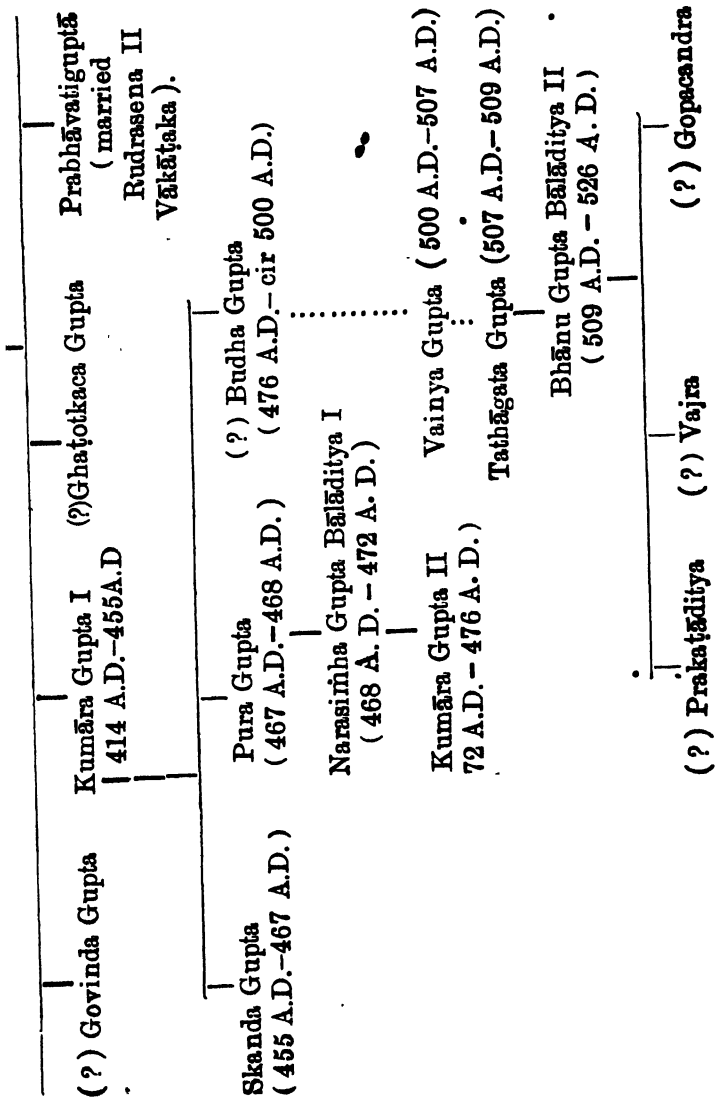 (?) Govinda Gupta
Kumāra Gupta I
414 A.D.–455A.D
(?)Ghaṭotkaca Gupta
Prabhāvatiguptā
(married
Rudrasena II
Vākāṭaka).
Skanda Gupta
(455 A.D.–467 A.D.)
Pura Gupta
(467 A.D.–468 A.D.)
(?) Budha Gupta
(476 A.D.–cir 500 A.D.)
Narasiṁha Gupta Bālāditya I
(468 A. D.–472 A. D.)
Kumāra Gupta II
72 A.D.–476 A. D.)
Vainya Gupta (500 A.D.–507 A.D.)
Tathāgata Gupta (507 A.D.–509 A.D.)
Bhānu Gupta Bālāditya II
(509 A.D.–526 A. D.)
(?) Prakaṭāditya
(?) Vajra
(?) Gopacandra